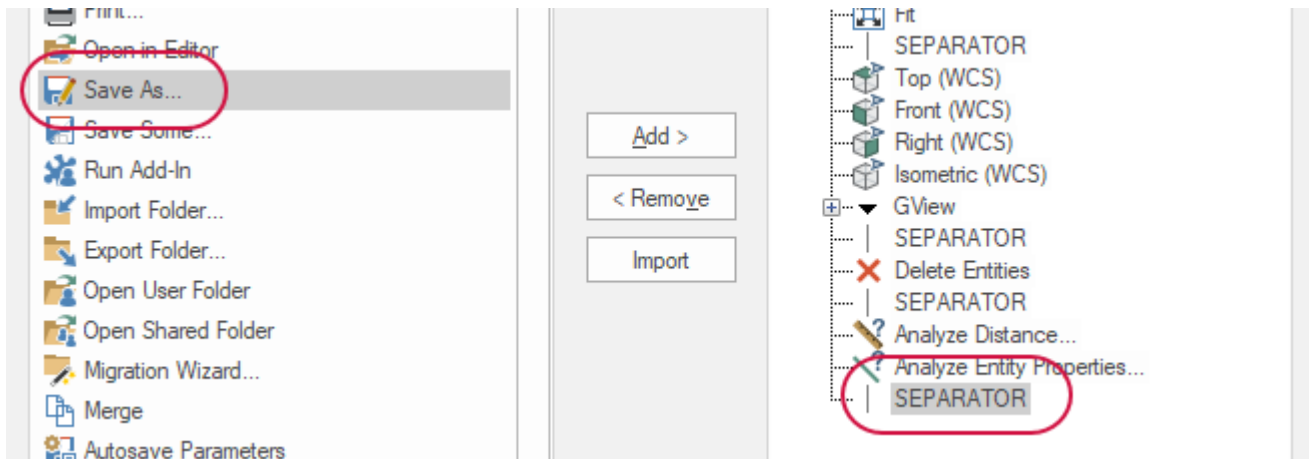 Print...
Open in Editor
Save As...
Save Some...
Run Add-In
Import Folder...
Export Folder...
Open User Folder
Open Shared Folder
Migration Wizard...
Merge
Autosave Parameters
Add >
< Remove
Import
Fit
SEPARATOR
Top (WCS)
Front (WCS)
Right (WCS)
Isometric (WCS)
GView
SEPARATOR
Delete Entities
SEPARATOR
Analyze Distance...
Analyze Entity Properties...
SEPARATOR